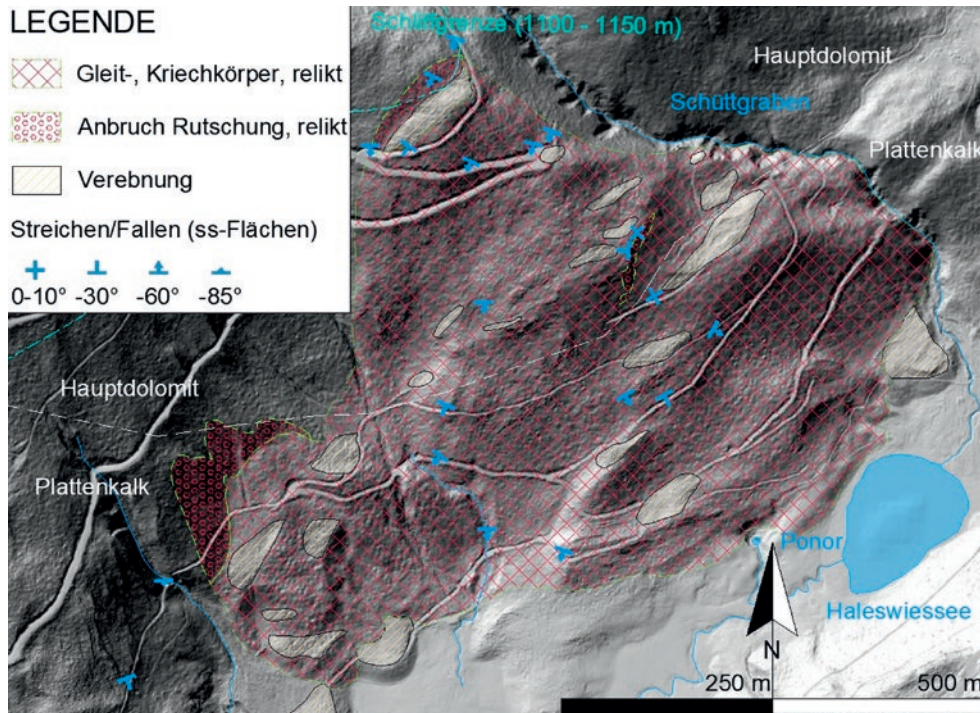 LEGENDE
Gleit-, Kriechkörper, relikt
Anbruch Rutschung, relikt
Verebnung
Streichen/Fallen (ss-Flächen)
0-10° -30° -60° -85°
Schliffgrenze (1100 - 1150 m)
Hauptdolomit
Schüttgraben
Plattenkalk
Hauptdolomit
Plattenkalk
Ponor
Haleswiessee
N
250 m 500 m